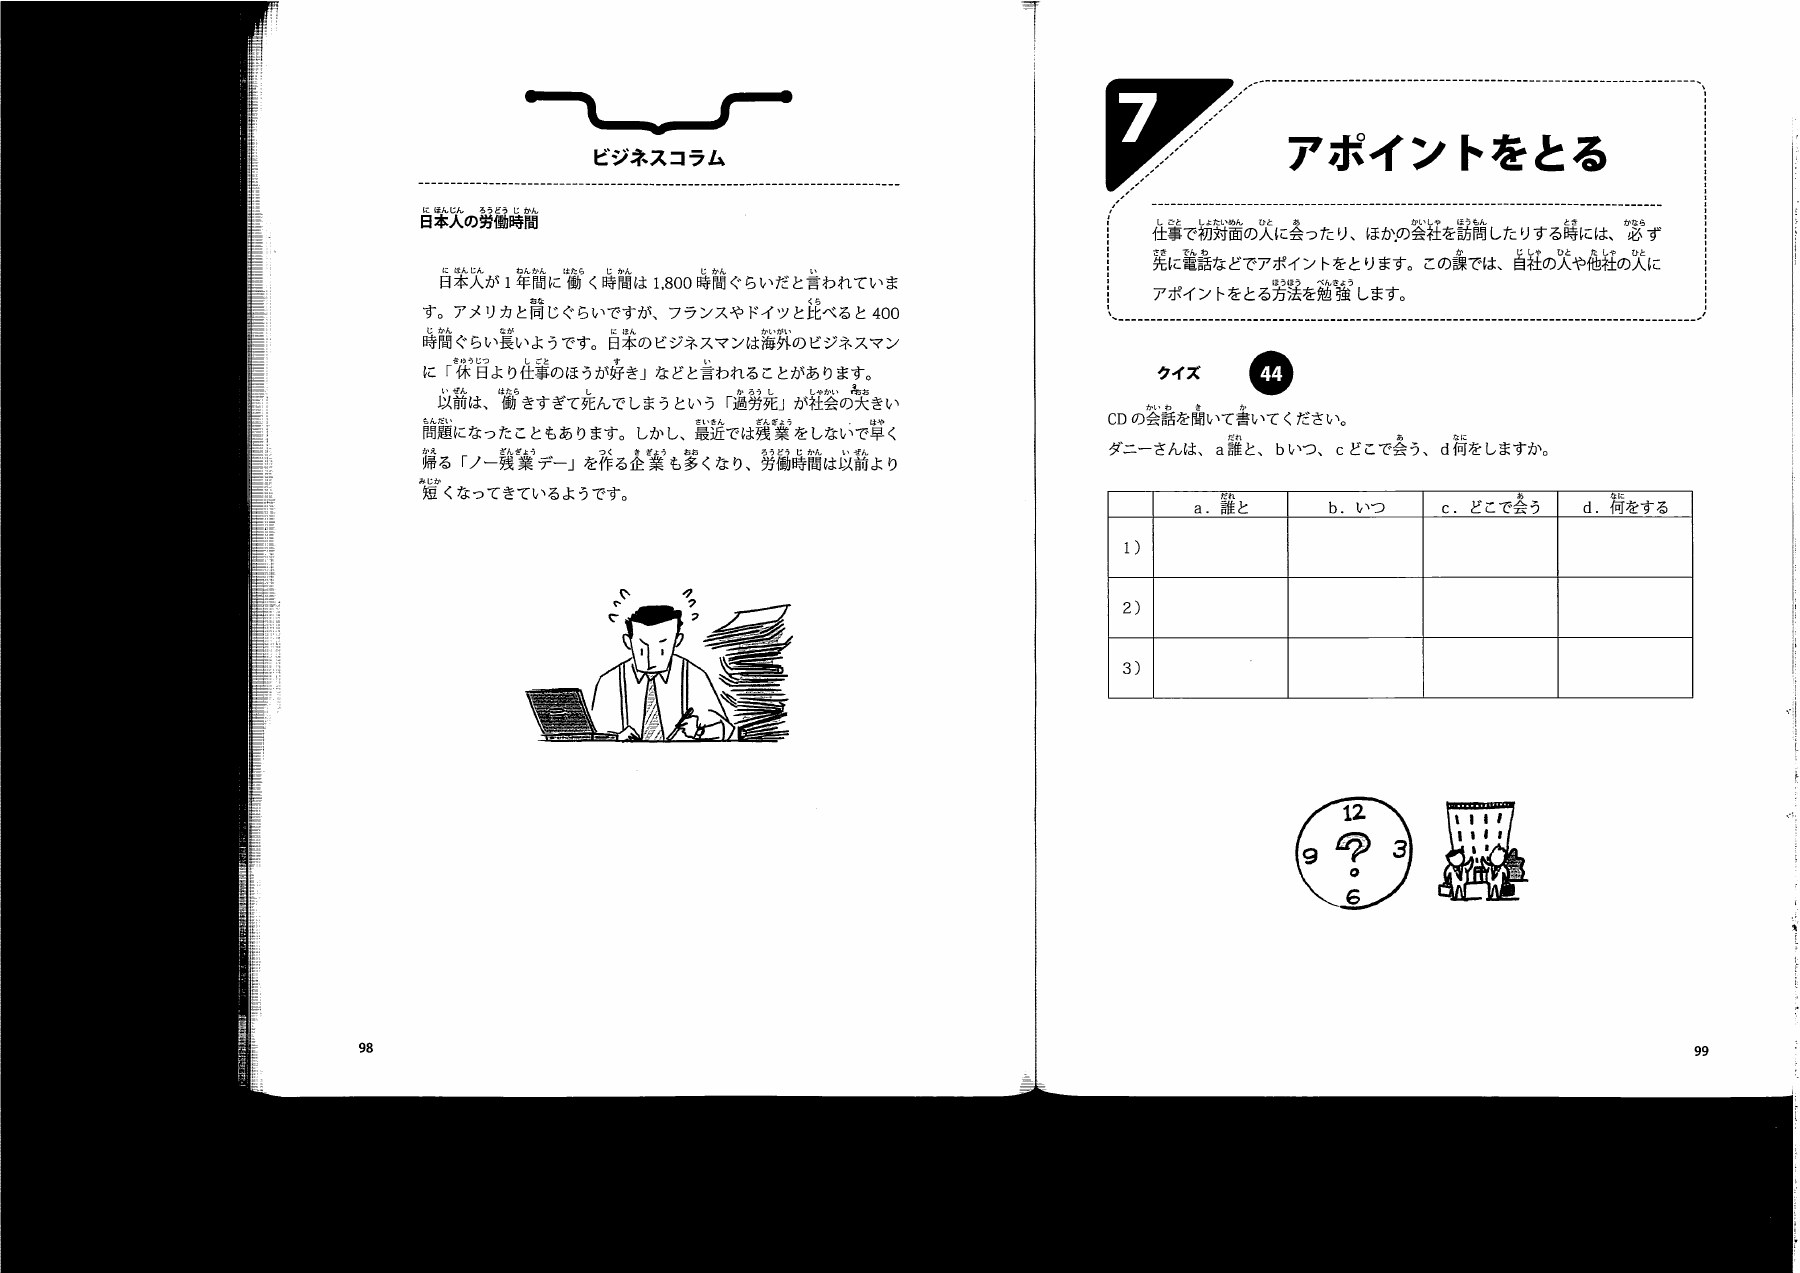 ビジネスコラム
日本人の労働時間
日本人が1年間に働く時間は1,800時間ぐらいだと言われていま
す。アメリカと同じぐらいですが、フランスやドイツと比べると400
時間ぐらい長いようです。日本のビジネスマンは海外のビジネスマン
に「休日より仕事のほうが好き」などと言われることがあります。
以前は、働きすぎて死んでしまうという「過労死」が社会の大きい
問題になったこともあります。しかし、最近では残業をしないで早く
帰る「ノー残業デー」を作る企業も多くなり、労働時間は以前より
短くなってきているようです。
98
7
アポイントをとる
仕事で初対面の人に会ったり、ほかの会社を訪問したりする時には、必ず
先に電話などでアポイントをとります。この課では、自社の人や他社の人に
アポイントをとる方法を勉強します。
クイズ 44
CDの会話を聞いて書いてください。
ダニーさんは、a誰と、bいつ、cどこで会う、d何をしますか。
a. 誰と b. いつ c. どこで会う d. 何をする
1)
2)
3)
12
9 ? 3
6
99